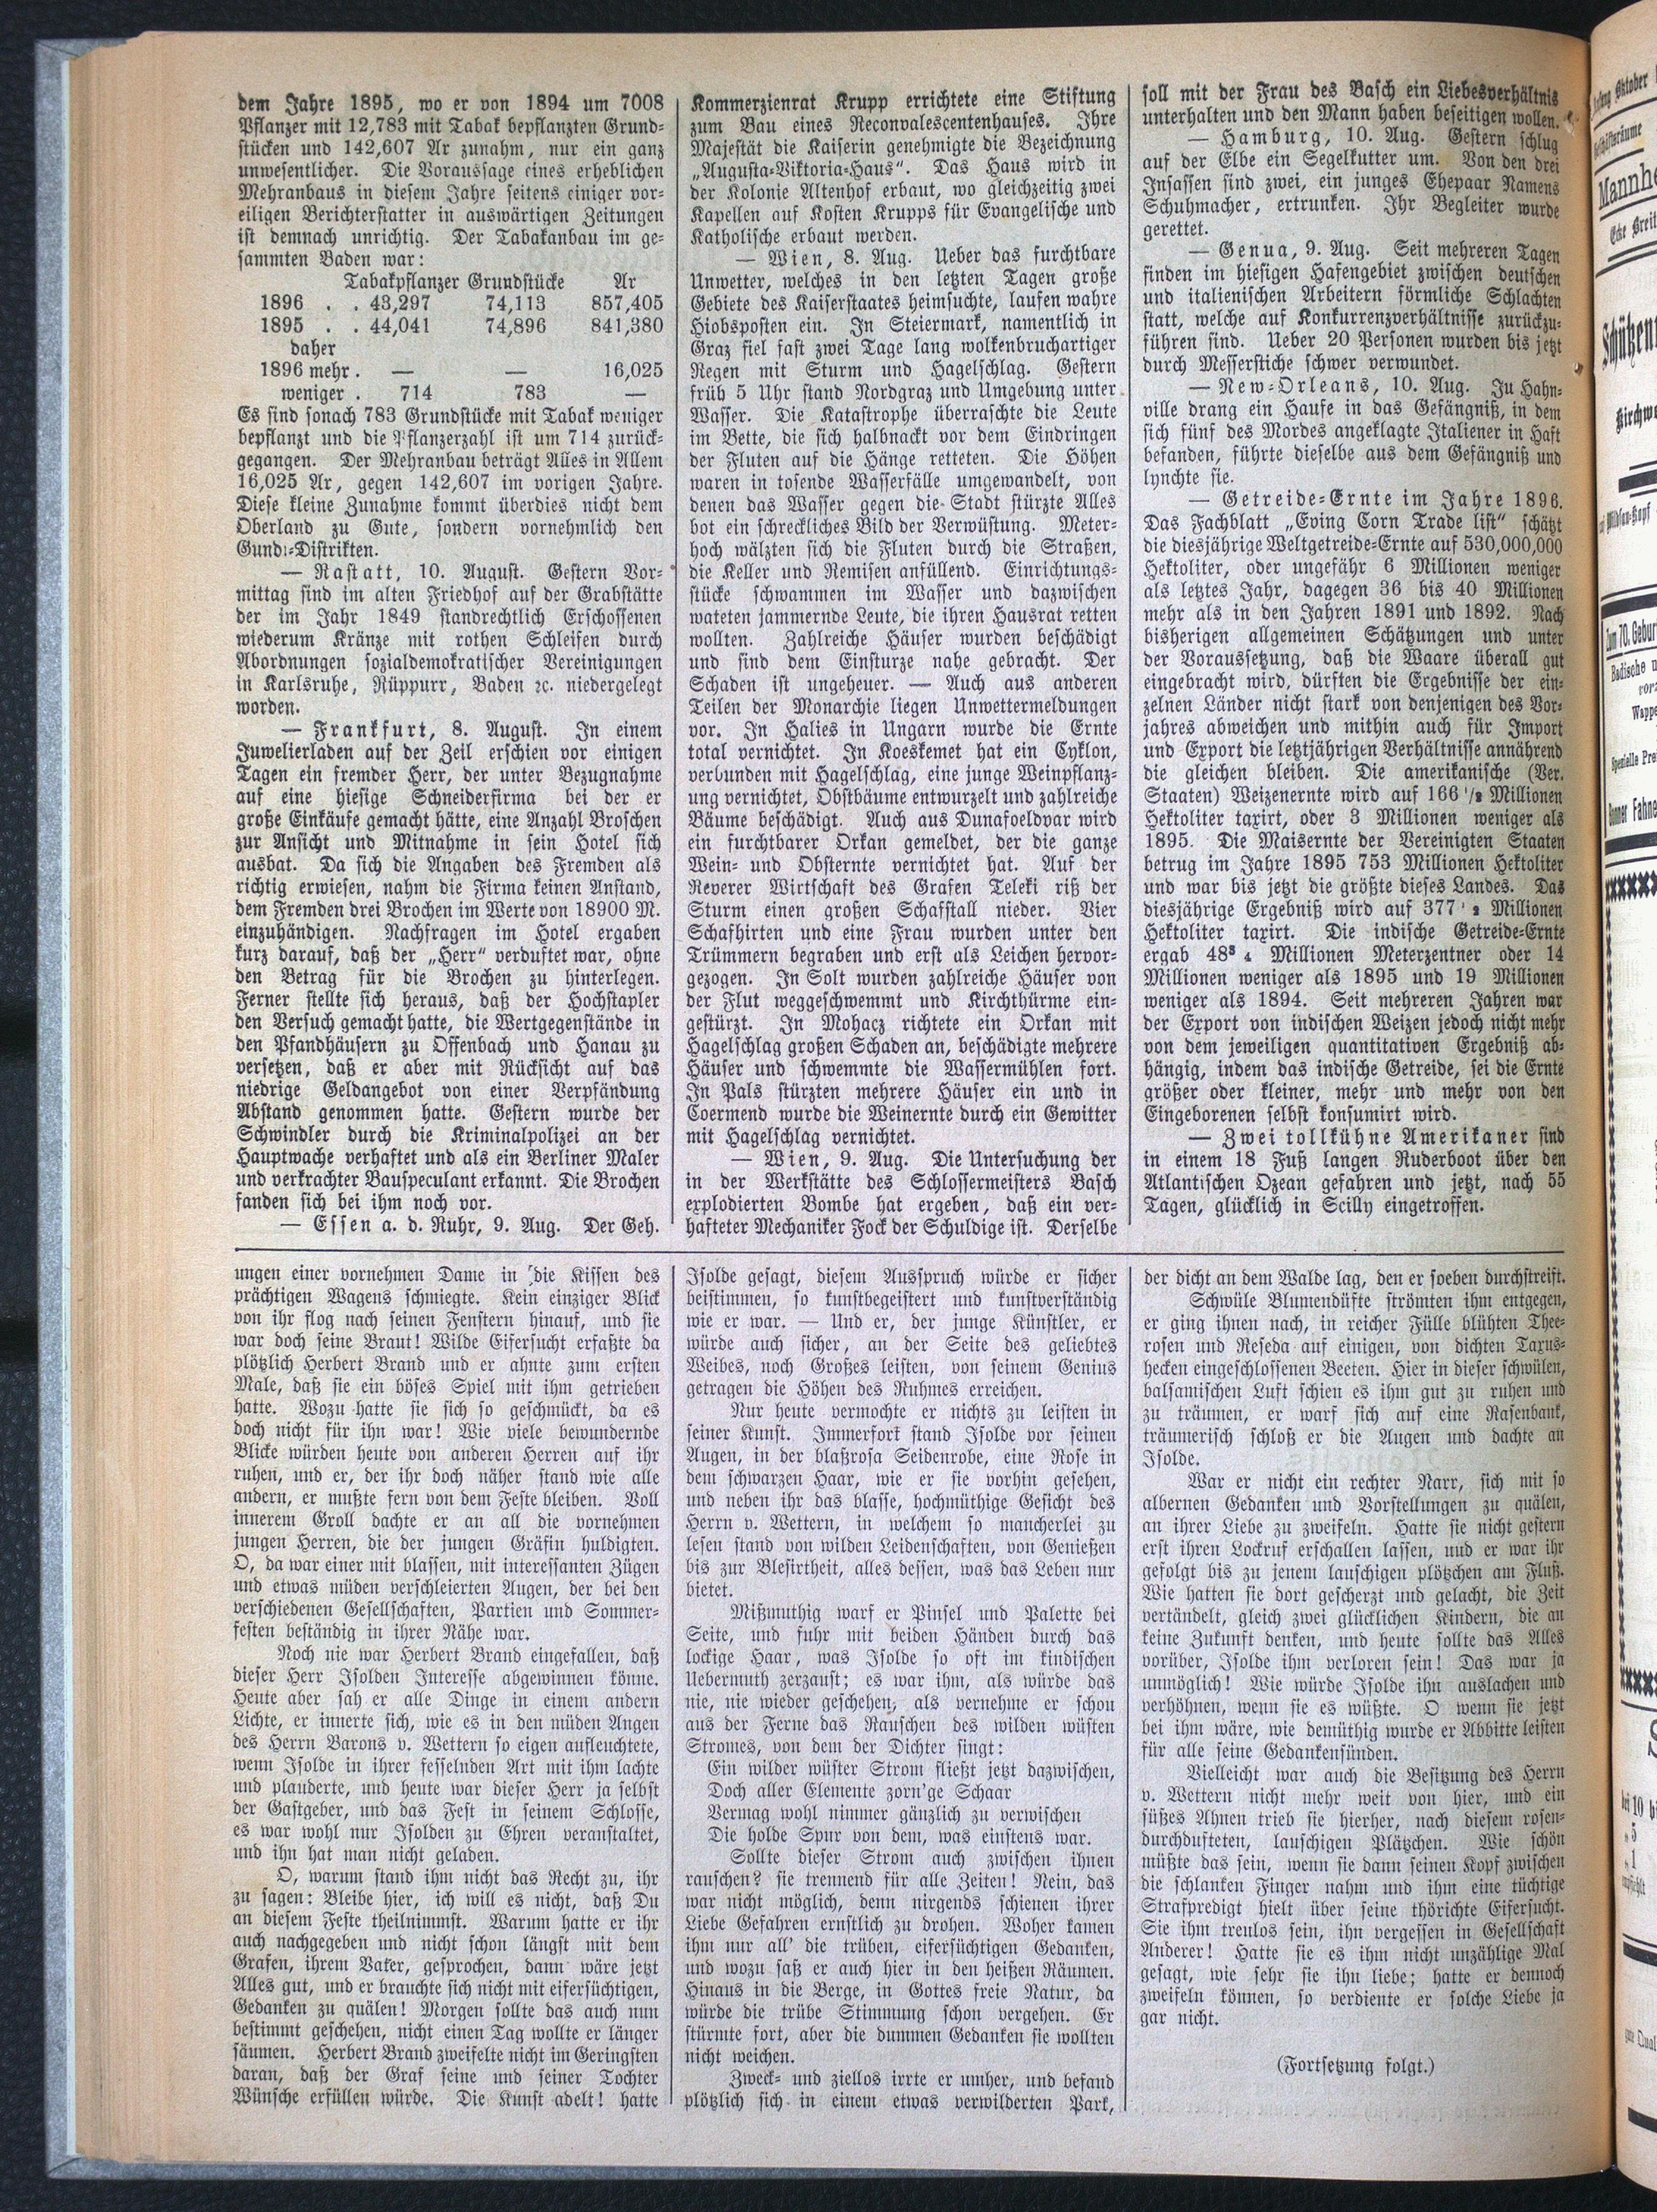 dem Jahre 1895, wo er von 1894 um 7008
Pflanzer mit 12,783 mit Tabak bepflanzten Grund-
stücken und 142,607 Ar zunahm, nur ein ganz
unwesentlicher. Die Voraussage eines erheblichen
Mehranbaus in diesem Jahre seitens einiger vor-
eiligen Berichterstatter in auswärtigen Zeitungen
ist demnach unrichtig. Der Tabakanbau im ge-
sammten Baden war:
Tabakpflanzer Grundstücke Ar
1896 . . 43,297 74,113 857,405
1895 . . 44,041 74,896 841,380
daher
1896 mehr . — — 16,025
weniger . 714 783 —
Es sind sonach 783 Grundstücke mit Tabak weniger
bepflanzt und die Pflanzerzahl ist um 714 zurück-
gegangen. Der Mehranbau beträgt Alles in Allem
16,025 Ar, gegen 142,607 im vorigen Jahre.
Diese kleine Zunahme kommt überdies nicht dem
Oberland zu Gute, sondern vornehmlich den
Gundi-Distrikten.
— Rastatt, 10. August. Gestern Vor-
mittag sind im alten Friedhof auf der Grabstätte
der im Jahr 1849 standrechtlich Erschossenen
wiederum Kränze mit rothen Schleifen durch
Abordnungen sozialdemokratischer Vereinigungen
in Karlsruhe, Rüppurr, Baden ꝛc. niedergelegt
worden.
— Frankfurt, 8. August. In einem
Juwelierladen auf der Zeil erschien vor einigen
Tagen ein fremder Herr, der unter Bezugnahme
auf eine hiesige Schneiderfirma bei der er
große Einkäufe gemacht hätte, eine Anzahl Broschen
zur Ansicht und Mitnahme in sein Hotel sich
ausbat. Da sich die Angaben des Fremden als
richtig erwiesen, nahm die Firma keinen Anstand,
dem Fremden drei Brochen im Werte von 18900 M.
einzuhändigen. Nachfragen im Hotel ergaben
kurz darauf, daß der „Herr“ verduftet war, ohne
den Betrag für die Brochen zu hinterlegen.
Ferner stellte sich heraus, daß der Hochstapler
den Versuch gemacht hatte, die Wertgegenstände in
den Pfandhäusern zu Offenbach und Hanau zu
versetzen, daß er aber mit Rücksicht auf das
niedrige Geldangebot von einer Verpfändung
Abstand genommen hatte. Gestern wurde der
Schwindler durch die Kriminalpolizei an der
Hauptwache verhaftet und als ein Berliner Maler
und verkrachter Bauspeculant erkannt. Die Brochen
fanden sich bei ihm noch vor.
— Essen a. d. Ruhr, 9. Aug. Der Geh.
Kommerzienrat Krupp errichtete eine Stiftung
zum Bau eines Reconvalescentenhauses. Ihre
Majestät die Kaiserin genehmigte die Bezeichnung
„Augusta-Viktoria-Haus“. Das Haus wird in
der Kolonie Altenhof erbaut, wo gleichzeitig zwei
Kapellen auf Kosten Krupps für Evangelische und
Katholische erbaut werden.
— Wien, 8. Aug. Ueber das furchtbare
Unwetter, welches in den letzten Tagen große
Gebiete des Kaiserstaates heimsuchte, laufen wahre
Hiobsposten ein. In Steiermark, namentlich in
Graz fiel fast zwei Tage lang wolkenbruchartiger
Regen mit Sturm und Hagelschlag. Gestern
früh 5 Uhr stand Nordgraz und Umgebung unter
Wasser. Die Katastrophe überraschte die Leute
im Bette, die sich halbnackt vor dem Eindringen
der Fluten auf die Hänge retteten. Die Höhen
waren in tosende Wasserfälle umgewandelt, von
denen das Wasser gegen die Stadt stürzte Alles
bot ein schreckliches Bild der Verwüstung. Meter-
hoch wälzten sich die Fluten durch die Straßen,
die Keller und Remisen anfüllend. Einrichtungs-
stücke schwammen im Wasser und dazwischen
wateten jammernde Leute, die ihren Hausrat retten
wollten. Zahlreiche Häuser wurden beschädigt
und sind dem Einsturze nahe gebracht. Der
Schaden ist ungeheuer. — Auch aus anderen
Teilen der Monarchie liegen Unwettermeldungen
vor. In Halies in Ungarn wurde die Ernte
total vernichtet. In Koeskemet hat ein Cyklon,
verbunden mit Hagelschlag, eine junge Weinpflanz-
ung vernichtet, Obstbäume entwurzelt und zahlreiche
Bäume beschädigt. Auch aus Dunafoeldvar wird
ein furchtbarer Orkan gemeldet, der die ganze
Wein- und Obsternte vernichtet hat. Auf der
Reverer Wirtschaft des Grafen Teleki riß der
Sturm einen großen Schafstall nieder. Vier
Schafhirten und eine Frau wurden unter den
Trümmern begraben und erst als Leichen hervor-
gezogen. In Solt wurden zahlreiche Häuser von
der Flut weggeschwemmt und Kirchthürme ein-
gestürzt. In Mohacz richtete ein Orkan mit
Hagelschlag großen Schaden an, beschädigte mehrere
Häuser und schwemmte die Wassermühlen fort.
In Pals stürzten mehrere Häuser ein und in
Coermend wurde die Weinernte durch ein Gewitter
mit Hagelschlag vernichtet.
— Wien, 9. Aug. Die Untersuchung der
in der Werkstätte des Schlossermeisters Basch
explodierten Bombe hat ergeben, daß ein ver-
hafteter Mechaniker Fock der Schuldige ist. Derselbe
soll mit der Frau des Basch ein Liebesverhältnis
unterhalten und den Mann haben beseitigen wollen.
— Hamburg, 10. Aug. Gestern schlug
auf der Elbe ein Segelkutter um. Von den drei
Insassen sind zwei, ein junges Ehepaar Namens
Schuhmacher, ertrunken. Ihr Begleiter wurde
gerettet.
— Genua, 9. Aug. Seit mehreren Tagen
finden im hiesigen Hafengebiet zwischen deutschen
und italienischen Arbeitern förmliche Schlachten
statt, welche auf Konkurrenzverhältnisse zurückzu-
führen sind. Ueber 20 Personen wurden bis jetzt
durch Messerstiche schwer verwundet.
— New-Orleans, 10. Aug. Ju Hahn-
ville drang ein Haufe in das Gefängniß, in dem
sich fünf des Mordes angeklagte Italiener in Haft
befanden, führte dieselbe aus dem Gefängniß und
lynchte sie.
— Getreide-Ernte im Jahre 1896.
Das Fachblatt „Eving Corn Trade list“ schätzt
die diesjährige Weltgetreide-Ernte auf 530,000,000
Hektoliter, oder ungefähr 6 Millionen weniger
als letztes Jahr, dagegen 36 bis 40 Millionen
mehr als in den Jahren 1891 und 1892. Nach
bisherigen allgemeinen Schätzungen und unter
der Voraussetzung, daß die Waare überall gut
eingebracht wird, dürften die Ergebnisse der ein-
zelnen Länder nicht stark von denjenigen des Vor-
jahres abweichen und mithin auch für Import
und Export die letztjährigen Verhältnisse annährend
die gleichen bleiben. Die amerikanische (Ver.
Staaten) Weizenernte wird auf 166 1/2 Millionen
Hektoliter taxirt, oder 3 Millionen weniger als
1895. Die Maisernte der Vereinigten Staaten
betrug im Jahre 1895 753 Millionen Hektoliter
und war bis jetzt die größte dieses Landes. Das
diesjährige Ergebniß wird auf 377 1/2 Millionen
Hektoliter taxirt. Die indische Getreide-Ernte
ergab 48 3/4 Millionen Meterzentner oder 14
Millionen weniger als 1895 und 19 Millionen
weniger als 1894. Seit mehreren Jahren war
der Export von indischen Weizen jedoch nicht mehr
von dem jeweiligen quantitativen Ergebniß ab-
hängig, indem das indische Getreide, sei die Ernte
größer oder kleiner, mehr und mehr von den
Eingeborenen selbst konsumirt wird.
— Zwei tollkühne Amerikaner sind
in einem 18 Fuß langen Ruderboot über den
Atlantischen Ozean gefahren und jetzt, nach 55
Tagen, glücklich in Scilly eingetroffen.
ungen einer vornehmen Dame in die Kissen des
prächtigen Wagens schmiegte. Kein einziger Blick
von ihr flog nach seinen Fenstern hinauf, und sie
war doch seine Braut! Wilde Eifersucht erfaßte da
plötzlich Herbert Brand und er ahnte zum ersten
Male, daß sie ein böses Spiel mit ihm getrieben
hatte. Wozu hatte sie sich so geschmückt, da es
doch nicht für ihn war! Wie viele bewundernde
Blicke würden heute von anderen Herren auf ihr
ruhen, und er, der ihr doch näher stand wie alle
andern, er mußte fern von dem Feste bleiben. Voll
innerem Groll dachte er an all die vornehmen
jungen Herren, die der jungen Gräfin huldigten.
O, da war einer mit blassen, mit interessanten Zügen
und etwas müden verschleierten Augen, der bei den
verschiedenen Gesellschaften, Partien und Sommer-
festen beständig in ihrer Nähe war.
Noch nie war Herbert Brand eingefallen, daß
dieser Herr Isolden Interesse abgewinnen könne.
Heute aber sah er alle Dinge in einem andern
Lichte, er innerte sich, wie es in den müden Augen
des Herrn Barons v. Wettern so eigen aufleuchtete,
wenn Isolde in ihrer fesselnden Art mit ihm lachte
und plauderte, und heute war dieser Herr ja selbst
der Gastgeber, und das Fest in seinem Schlosse,
es war wohl nur Isolden zu Ehren veranstaltet,
und ihn hat man nicht geladen.
O, warum stand ihm nicht das Recht zu, ihr
zu sagen: Bleibe hier, ich will es nicht, daß Du
an diesem Feste theilnimmst. Warum hatte er ihr
auch nachgegeben und nicht schon längst mit dem
Grafen, ihrem Vater, gesprochen, dann wäre jetzt
Alles gut, und er brauchte sich nicht mit eifersüchtigen,
Gedanken zu quälen! Morgen sollte das auch nun
bestimmt geschehen, nicht einen Tag wollte er länger
säumen. Herbert Brand zweifelte nicht im Geringsten
daran, daß der Graf seine und seiner Tochter
Wünsche erfüllen würde. Die Kunst adelt! hatte
Isolde gesagt, diesem Ausspruch würde er sicher
beistimmen, so kunstbegeistert und kunstverständig
wie er war. — Und er, der junge Künstler, er
würde auch sicher, an der Seite des geliebtes
Weibes, noch Großes leisten, von seinem Genius
getragen die Höhen des Ruhmes erreichen.
Nur heute vermochte er nichts zu leisten in
seiner Kunst. Immerfort stand Isolde vor seinen
Augen, in der blaßrosa Seidenrobe, eine Rose in
dem schwarzen Haar, wie er sie vorhin gesehen,
und neben ihr das blasse, hochmüthige Gesicht des
Herrn v. Wettern, in welchem so mancherlei zu
lesen stand von wilden Leidenschaften, von Genießen
bis zur Blesirtheit, alles dessen, was das Leben nur
bietet.
Mißmuthig warf er Pinsel und Palette bei
Seite, und fuhr mit beiden Händen durch das
lockige Haar, was Isolde so oft im kindischen
Uebermuth zerzaust; es war ihm, als würde das
nie, nie wieder geschehen, als vernehme er schon
aus der Ferne das Rauschen des wilden wüsten
Stromes, von dem der Dichter singt:
Ein wilder wüster Strom fließt jetzt dazwischen,
Doch aller Elemente zorn'ge Schaar
Vermag wohl nimmer gänzlich zu verwischen
Die holde Spur von dem, was einstens war.
Sollte dieser Strom auch zwischen ihnen
rauschen? sie trennend für alle Zeiten! Nein, das
war nicht möglich, denn nirgends schienen ihrer
Liebe Gefahren ernstlich zu drohen. Woher kamen
ihm nur all' die trüben, eifersüchtigen Gedanken,
und wozu saß er auch hier in den heißen Räumen.
Hinaus in die Berge, in Gottes freie Natur, da
würde die trübe Stimmung schon vergehen. Er
stürmte fort, aber die dummen Gedanken sie wollten
nicht weichen.
Zweck- und ziellos irrte er umher, und befand
plötzlich sich in einem etwas verwilderten Park,
der dicht an dem Walde lag, den er soeben durchstreift.
Schwüle Blumendüfte strömten ihm entgegen,
er ging ihnen nach, in reicher Fülle blühten Thee-
rosen und Reseda auf einigen, von dichten Taxus-
hecken eingeschlossenen Beeten. Hier in dieser schwülen,
balsamischen Luft schien es ihm gut zu ruhen und
zu träumen, er warf sich auf eine Rasenbank,
träumerisch schloß er die Augen und dachte an
Isolde.
War er nicht ein rechter Narr, sich mit so
albernen Gedanken und Vorstellungen zu quälen,
an ihrer Liebe zu zweifeln. Hatte sie nicht gestern
erst ihren Lockruf erschallen lassen, und er war ihr
gefolgt bis zu jenem lauschigen plötzchen am Fluß.
Wie hatten sie dort gescherzt und gelacht, die Zeit
vertändelt, gleich zwei glücklichen Kindern, die an
keine Zukunft denken, und heute sollte das Alles
vorüber, Isolde ihm verloren sein! Das war ja
unmöglich! Wie würde Isolde ihn auslachen und
verhöhnen, wenn sie es wüßte. O wenn sie jetzt
bei ihm wäre, wie demüthig wurde er Abbitte leisten
für alle seine Gedankensünden.
Vielleicht war auch die Besitzung des Herrn
v. Wettern nicht mehr weit von hier, und ein
süßes Ahnen trieb sie hierher, nach diesem rosen-
durchdufteten, lauschigen Plätzchen. Wie schön
müßte das sein, wenn sie dann seinen Kopf zwischen
die schlanken Finger nahm und ihm eine tüchtige
Strafpredigt hielt über seine thörichte Eifersucht.
Sie ihm treulos sein, ihn vergessen in Gesellschaft
Anderer! Hatte sie es ihm nicht unzählige Mal
gesagt, wie sehr sie ihn liebe; hatte er dennoch
zweifeln können, so verdiente er solche Liebe ja
gar nicht.
(Fortsetzung folgt.)